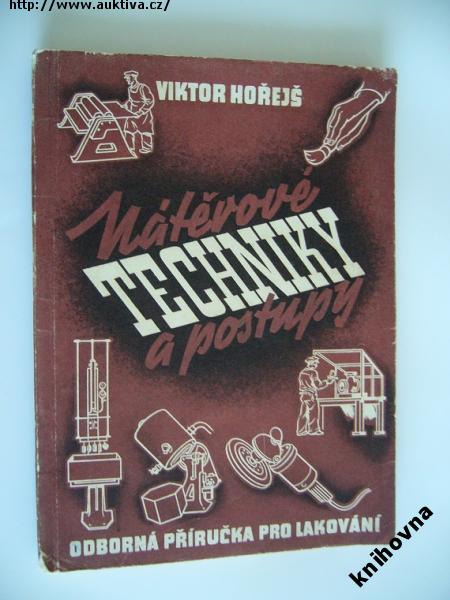 http://www.auktiva.cz/
VIKTOR HOŘEJŠ
Nátěrové
TECHNIKY
a postupy
ODBORNÁ PŘÍRUČKA PRO LAKOVÁNÍ
knihovna